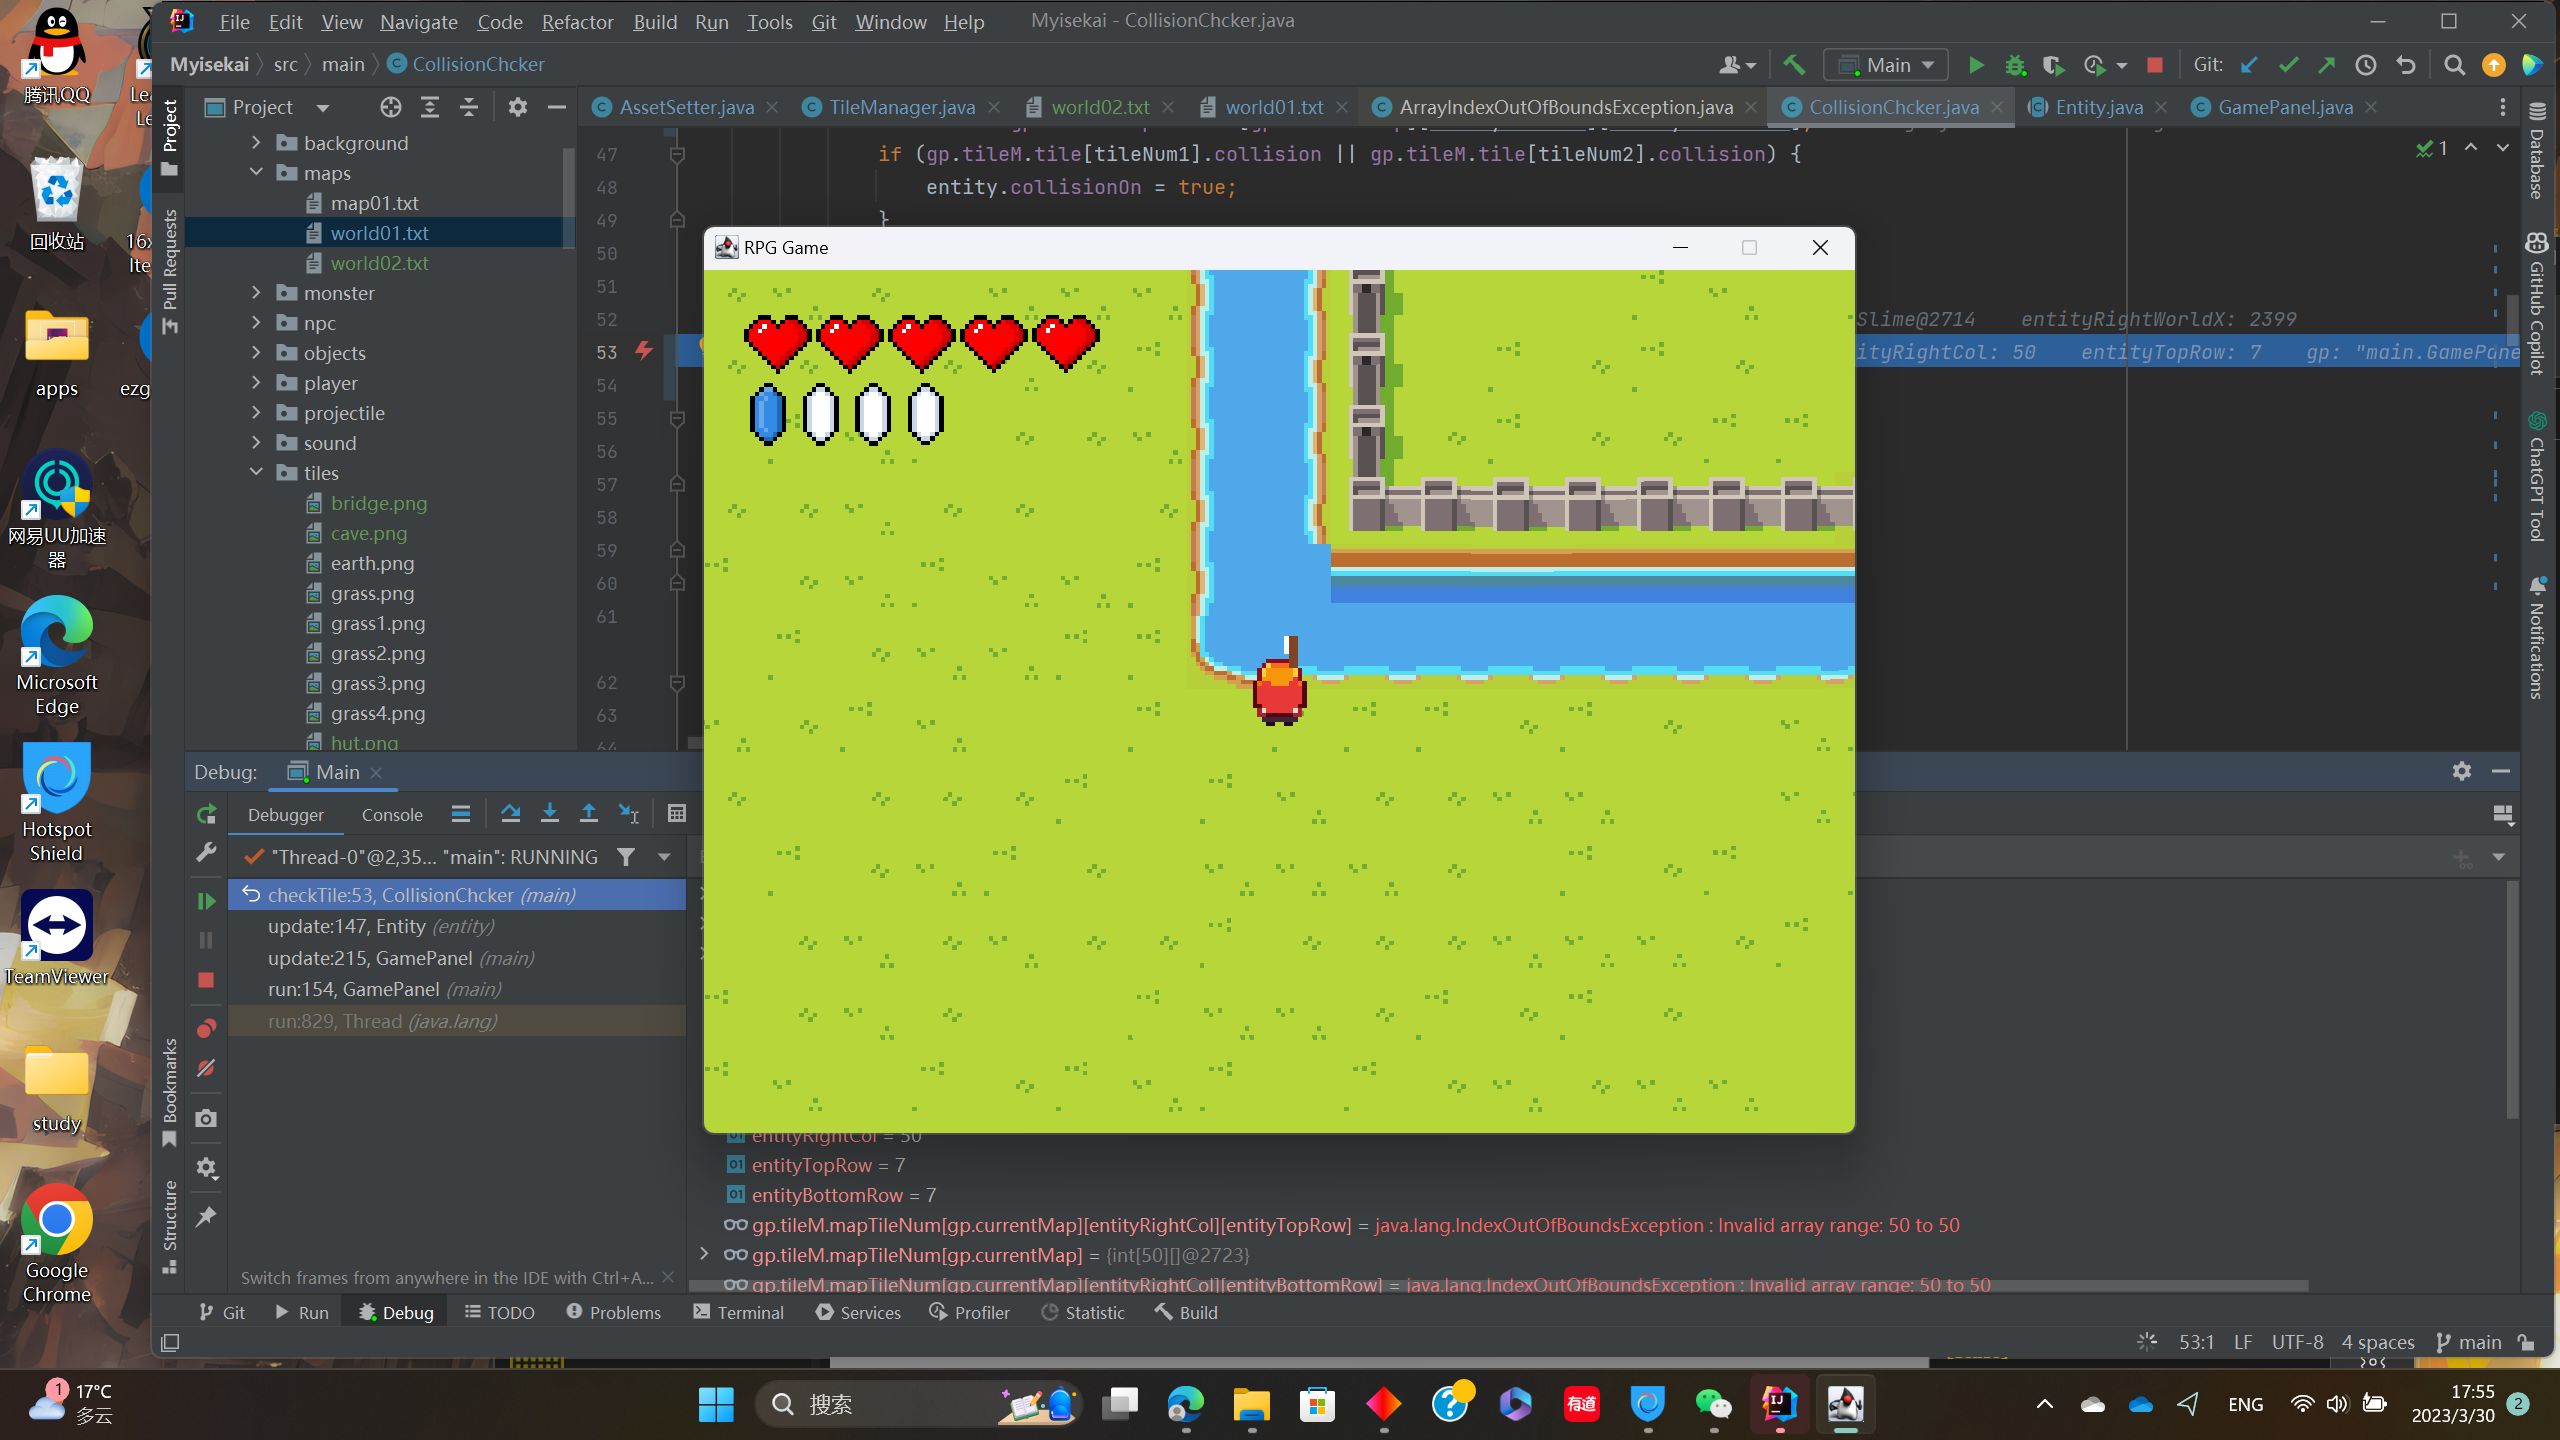 File Edit View Navigate Code Refactor Build Run Tools Git Window Help Myisekai - CollisionChcker.java
Myisekai src main CollisionChcker
Main
Git:
Project
AssetSetter.java
TileManager.java
world02.txt
world01.txt
ArrayIndexOutOfBoundsException.java
CollisionChcker.java
Entity.java
GamePanel.java
腾讯QQ
回收站
apps
ezg
网易UU加速器
Microsoft
Edge
Hotspot
Shield
TeamViewer
study
Google
Chrome
Project
Pull Requests
Bookmarks
Structure
background
maps
map01.txt
world01.txt
world02.txt
monster
npc
objects
player
projectile
sound
tiles
bridge.png
cave.png
earth.png
grass.png
grass1.png
grass2.png
grass3.png
grass4.png
hut.png
47 if (gp.tileM.tile[tileNum1].collision || gp.tileM.tile[tileNum2].collision) {
48 entity.collisionOn = true;
49 }
50
51
52 Slime@2714 entityRightWorldX: 2399
53 ityRightCol: 50 entityTopRow: 7 gp: "main.GamePane
54
55
56
57
58
59
60
61
62
63
64
1
RPG Game
Database
GitHub Copilot
ChatGPT Tool
Notifications
Debug: Main
Debugger Console
"Thread-0"@2,35... "main": RUNNING
checkTile:53, CollisionChcker (main)
update:147, Entity (entity)
update:215, GamePanel (main)
run:154, GamePanel (main)
run:829, Thread (java.lang)
Switch frames from anywhere in the IDE with Ctrl+A...
entityRightCol = 50
entityTopRow = 7
entityBottomRow = 7
gp.tileM.mapTileNum[gp.currentMap][entityRightCol][entityTopRow] = java.lang.IndexOutOfBoundsException : Invalid array range: 50 to 50
gp.tileM.mapTileNum[gp.currentMap] = {int[50][]@2723}
gp.tileM.mapTileNum[gp.currentMap][entityRightCol][entityBottomRow] = java.lang.IndexOutOfBoundsException : Invalid array range: 50 to 50
Git Run Debug TODO Problems Terminal Services Profiler Statistic Build
53:1 LF UTF-8 4 spaces main
1
17°C
多云
搜索
有道
ENG
17:55
2023/3/30
2